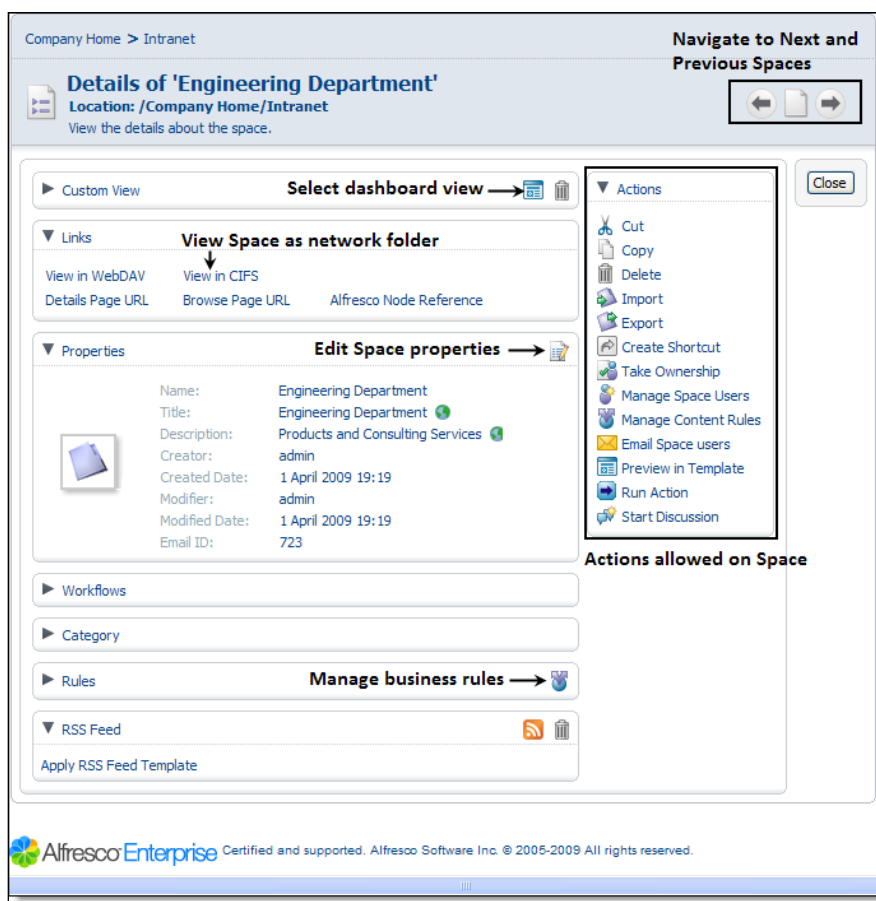 Company Home > Intranet
Navigate to Next and
Previous Spaces
Details of 'Engineering Department'
Location: /Company Home/Intranet
View the details about the space.
Custom View
Select dashboard view
Links
View Space as network folder
View in WebDAV View in CIFS
Details Page URL Browse Page URL Alfresco Node Reference
Properties
Edit Space properties
Name: Engineering Department
Title: Engineering Department
Description: Products and Consulting Services
Creator: admin
Created Date: 1 April 2009 19:19
Modifier: admin
Modified Date: 1 April 2009 19:19
Email ID: 723
Workflows
Category
Rules
Manage business rules
RSS Feed
Apply RSS Feed Template
Actions
Cut
Copy
Delete
Import
Export
Create Shortcut
Take Ownership
Manage Space Users
Manage Content Rules
Email Space users
Preview in Template
Run Action
Start Discussion
Actions allowed on Space
Close
Alfresco Enterprise Certified and supported. Alfresco Software Inc. © 2005-2009 All rights reserved.